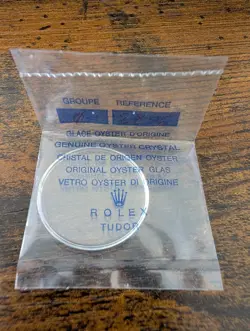 GROUPE REFERENCE
GLACE OYSTER D'ORIGINE
GENUINE OYSTER CRYSTAL
CRISTAL DE ORIGEN OYSTER
ORIGINAL OYSTER GLAS
VETRO OYSTER DI ORIGINE
ROLEX
TUDOR